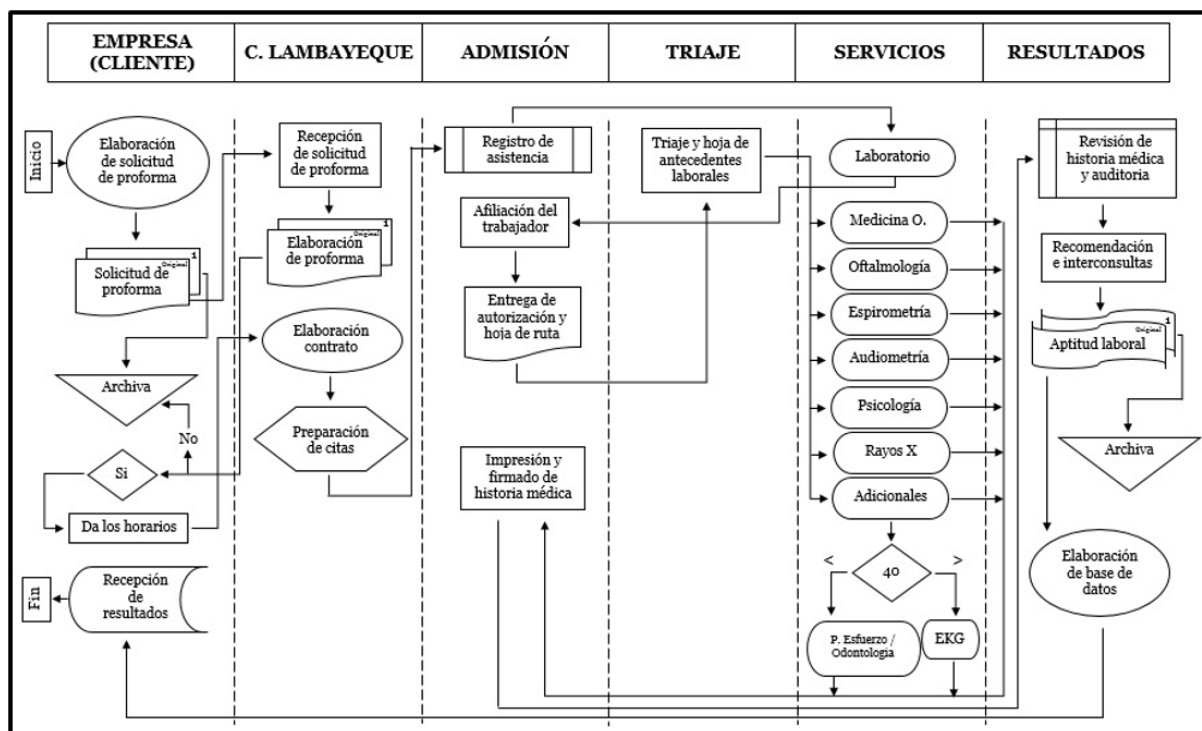 EMPRESA
(CLIENTE)
C. LAMBAYEQUE
ADMISIÓN
TRIAJE
SERVICIOS
RESULTADOS
Inicio
Elaboración
de solicitud
de proforma
1
Original
Solicitud de
proforma
Archiva
No
Si
Da los horarios
Recepción
de
resultados
Fin
Recepción
de solicitud
de proforma
1
Original
Elaboración
de proforma
Elaboración
contrato
Preparación
de citas
Registro de
asistencia
Afiliación del
trabajador
Entrega de
autorización y
hoja de ruta
Impresión y
firmado de
historia médica
Triaje y hoja de
antecedentes
laborales
Laboratorio
Medicina O.
Oftalmología
Espirometría
Audiometría
Psicología
Rayos X
Adicionales
<
40
>
P. Esfuerzo /
Odontologia
EKG
Revisión de
historia médica
y auditoria
Recomendación
e interconsultas
1
Original
Aptitud laboral
Archiva
Elaboración
de base de
datos